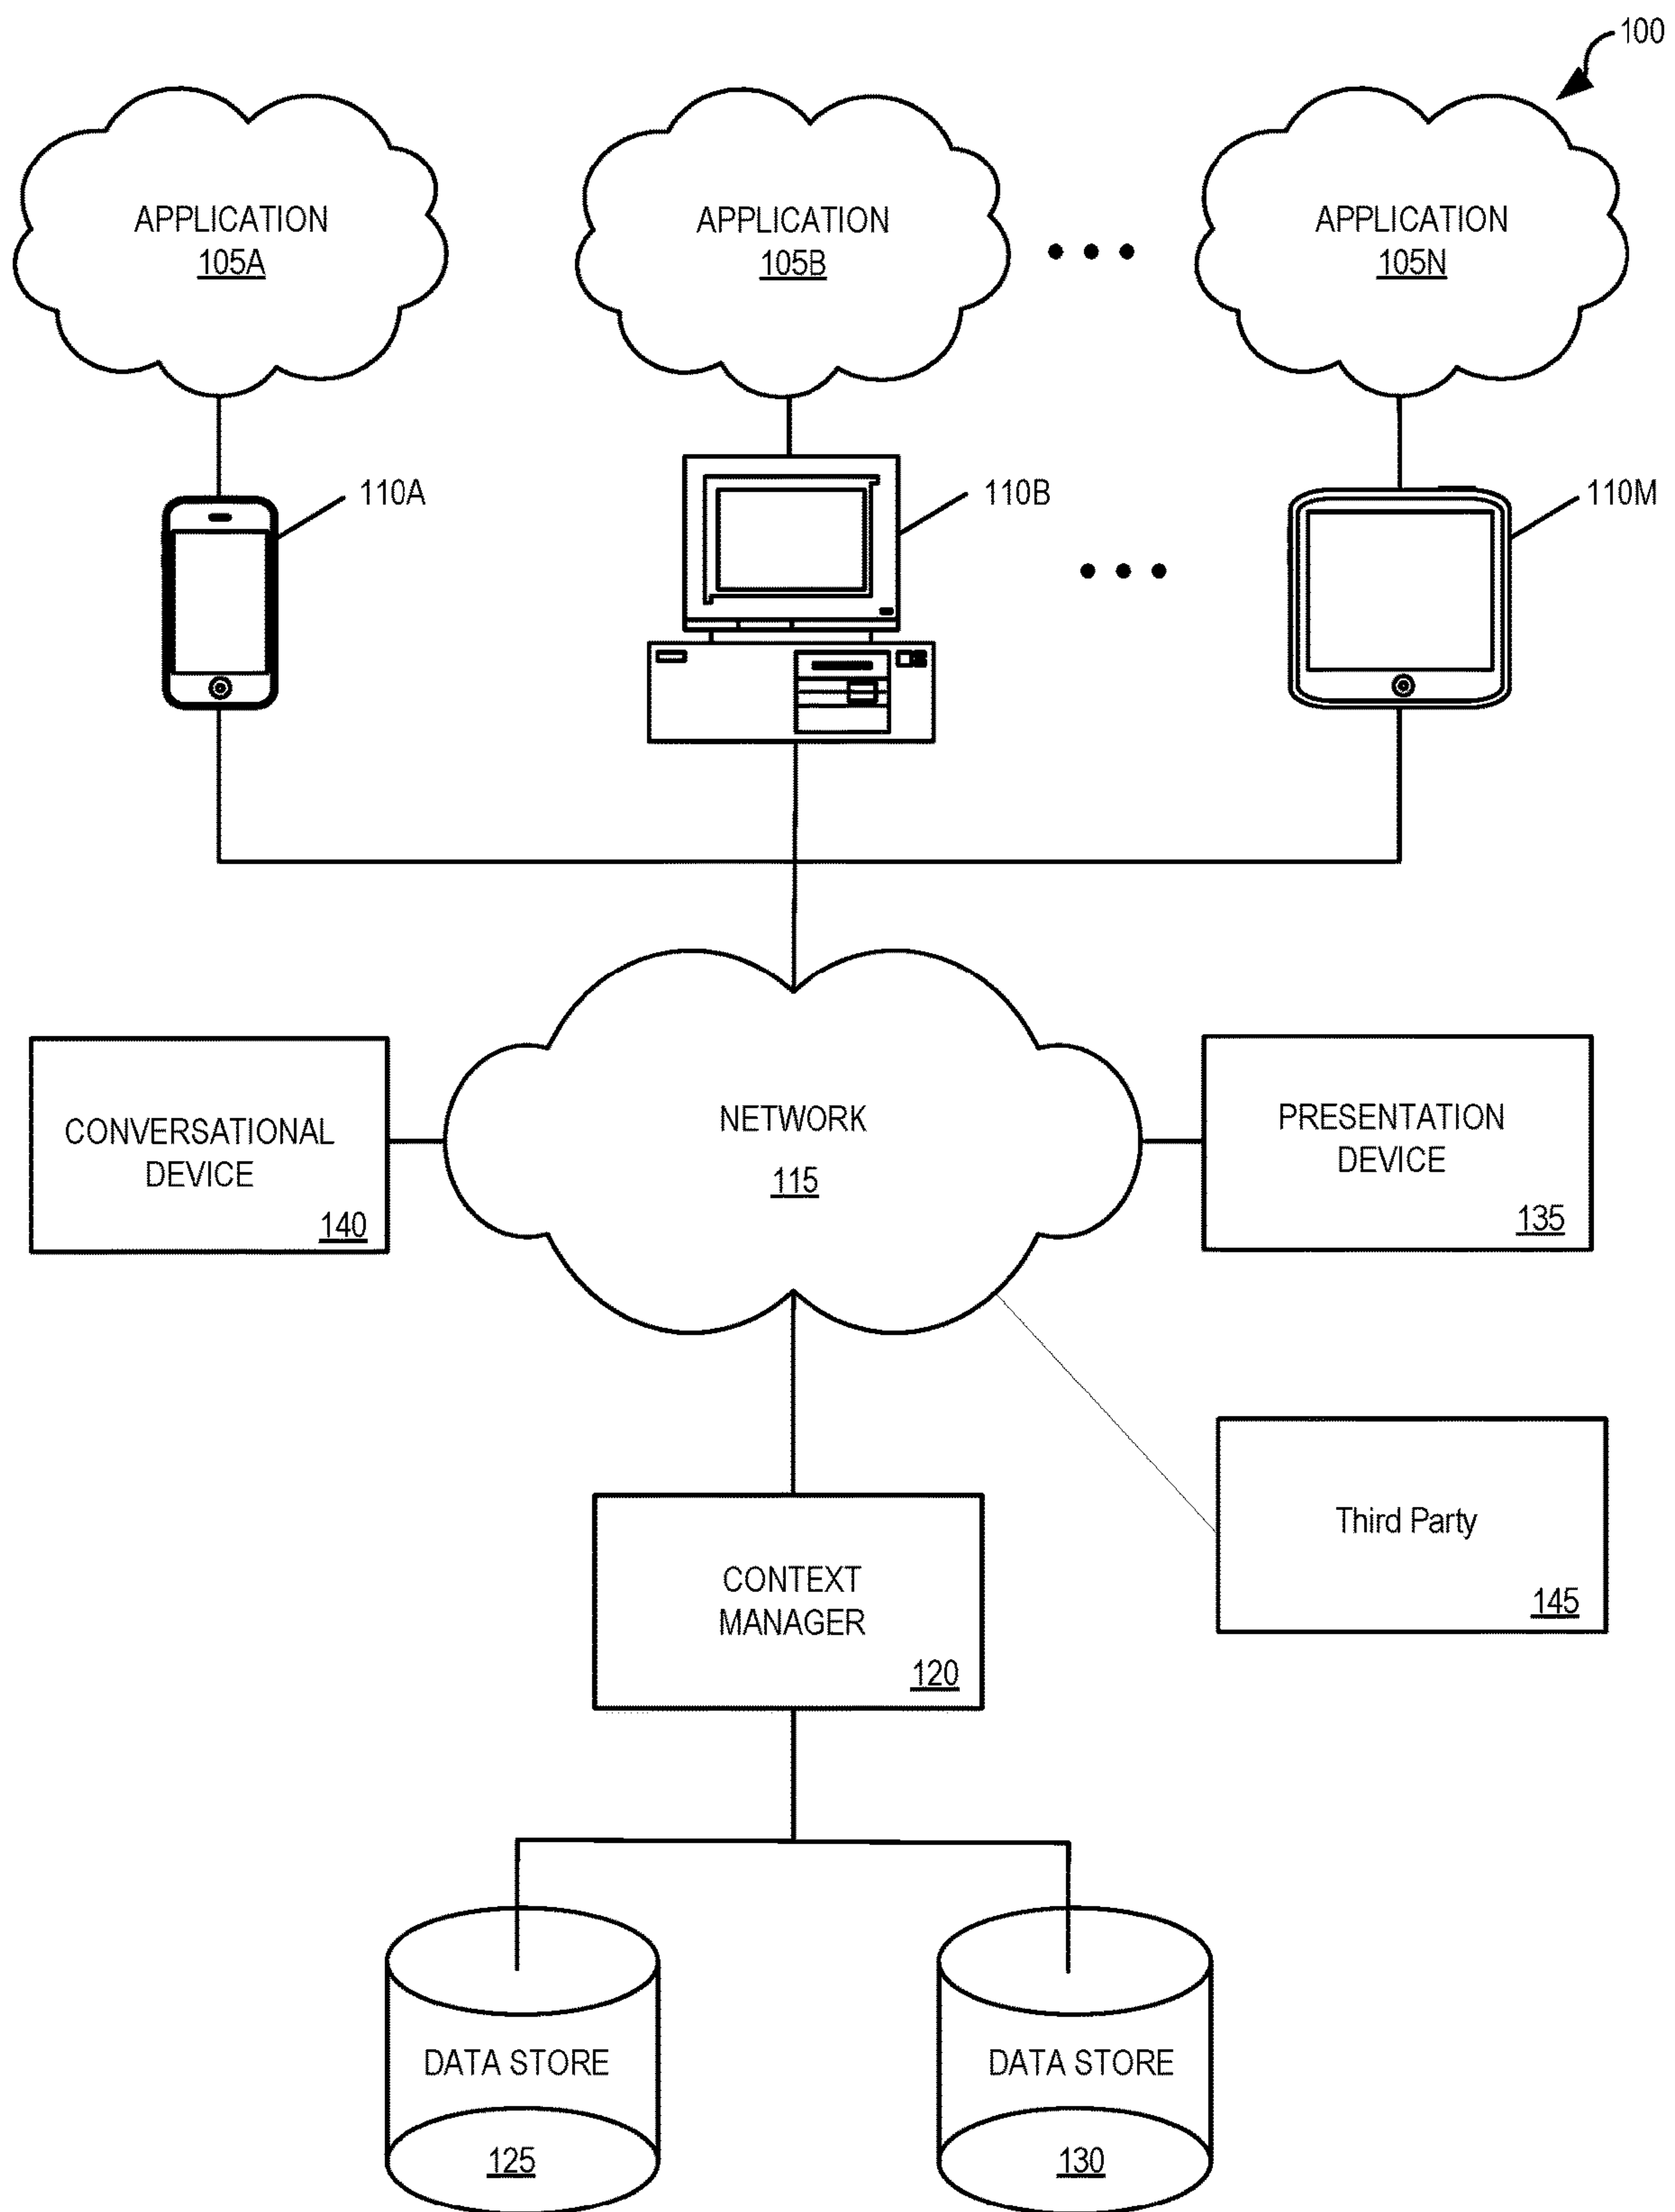 100
APPLICATION
105A
APPLICATION
105B
APPLICATION
105N
110A
110B
110M
CONVERSATIONAL
DEVICE
140
NETWORK
115
PRESENTATION
DEVICE
135
Third Party
145
CONTEXT
MANAGER
120
DATA STORE
125
DATA STORE
130